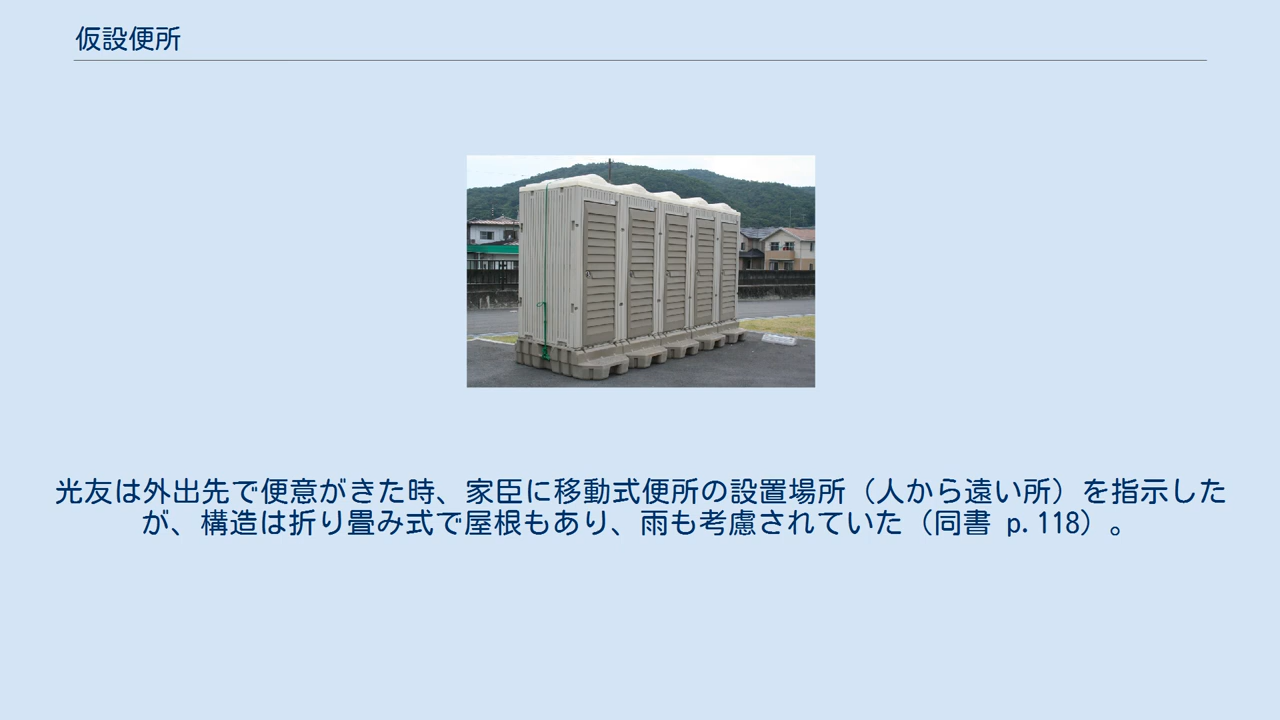 仮設便所
光友は外出先で便意がきた時、家臣に移動式便所の設置場所（人から遠い所）を指示した
が、構造は折り畳み式で屋根もあり、雨も考慮されていた（同書 p.118）。